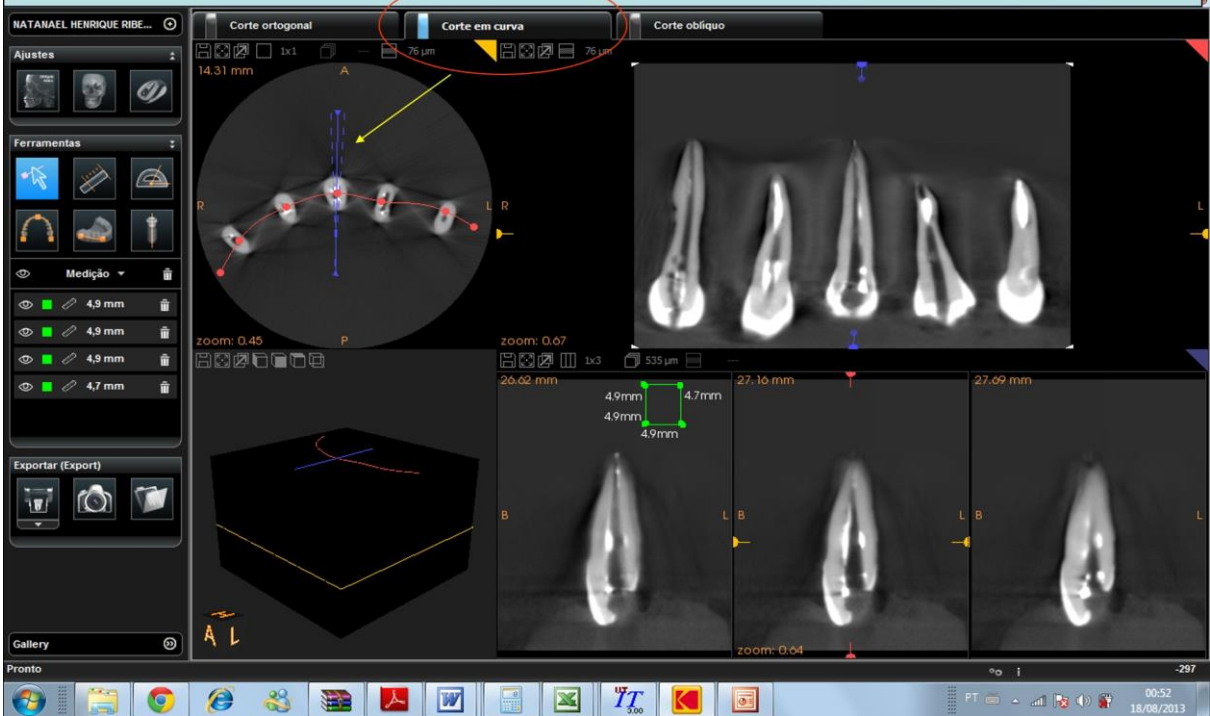 NATANAEL HENRIQUE RIBE...
Corte ortogonal
Corte em curva
Corte oblíquo
Ajustes
Ferramentas
Medição
4,9 mm
4,9 mm
4,9 mm
4,7 mm
Exportar (Export)
Gallery
Pronto
1x1
76 µm
14.31 mm
A
R
L
P
zoom: 0.45
76 µm
R
L
zoom: 0.67
A L
1x3
535 µm
26.62 mm
4.9mm
4.7mm
4.9mm
4.9mm
B
L
27.16 mm
B
L
zoom: 0.64
27.69 mm
B
L
-297
W
IT
3.00
K
PT
00:52
18/08/2013